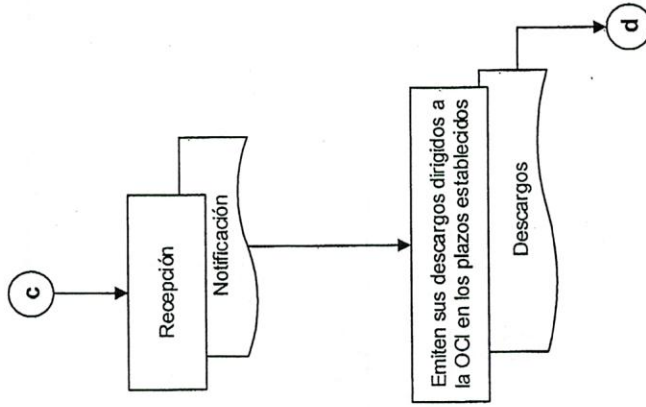 c
Recepción
Notificación
Emiten sus descargos dirigidos a
la OCI en los plazos establecidos
Descargos
d